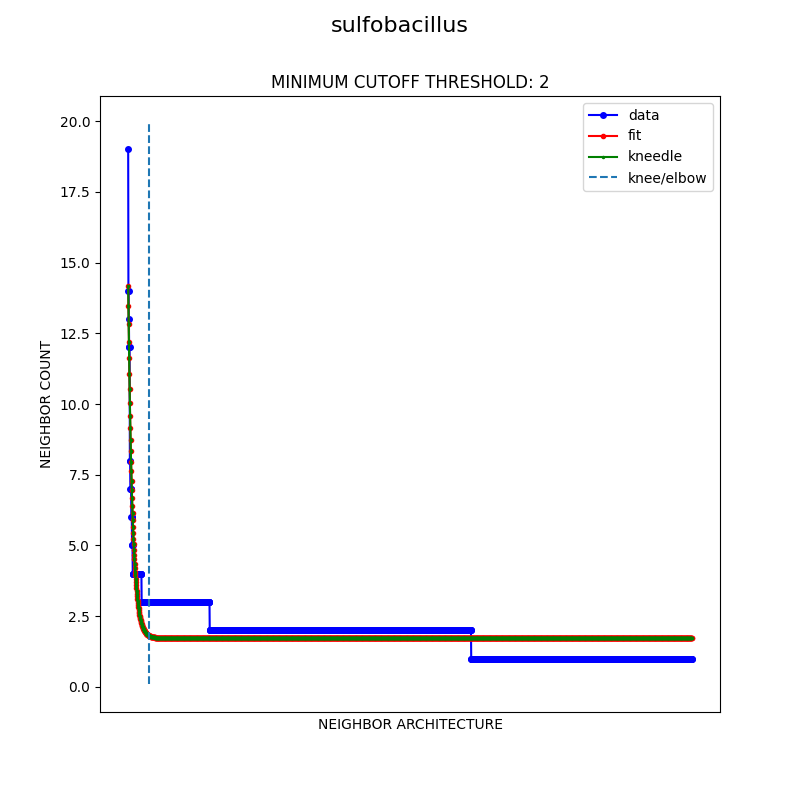 sulfobacillus
MINIMUM CUTOFF THRESHOLD: 2
20.0
17.5
15.0
12.5
10.0
7.5
5.0
2.5
0.0
NEIGHBOR COUNT
data
fit
kneedle
knee/elbow
NEIGHBOR ARCHITECTURE